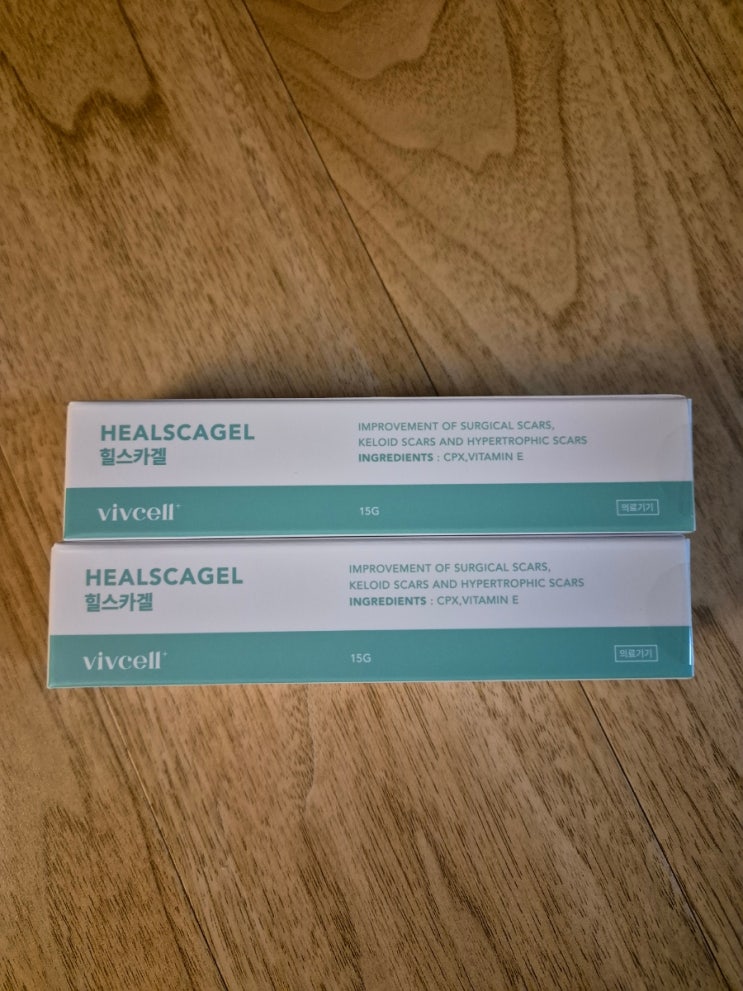 HEALSCAGEL
힐스카겔
IMPROVEMENT OF SURGICAL SCARS,
KELOID SCARS AND HYPERTROPHIC SCARS
INGREDIENTS : CPX,VITAMIN E
vivcell+
15G
의료기기
HEALSCAGEL
힐스카겔
IMPROVEMENT OF SURGICAL SCARS,
KELOID SCARS AND HYPERTROPHIC SCARS
INGREDIENTS : CPX,VITAMIN E
vivcell+
15G
의료기기